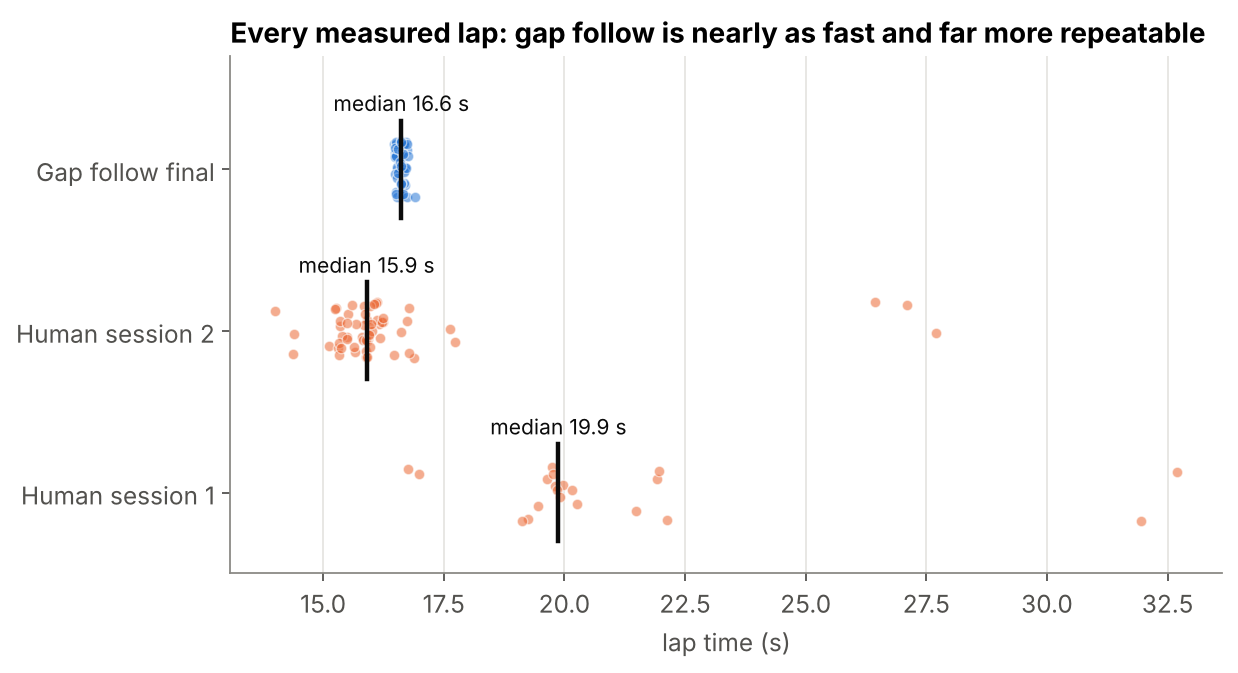 Every measured lap: gap follow is nearly as fast and far more repeatable
median 16.6 s
Gap follow final
median 15.9 s
Human session 2
median 19.9 s
Human session 1
15.0 17.5 20.0 22.5 25.0 27.5 30.0 32.5
lap time (s)